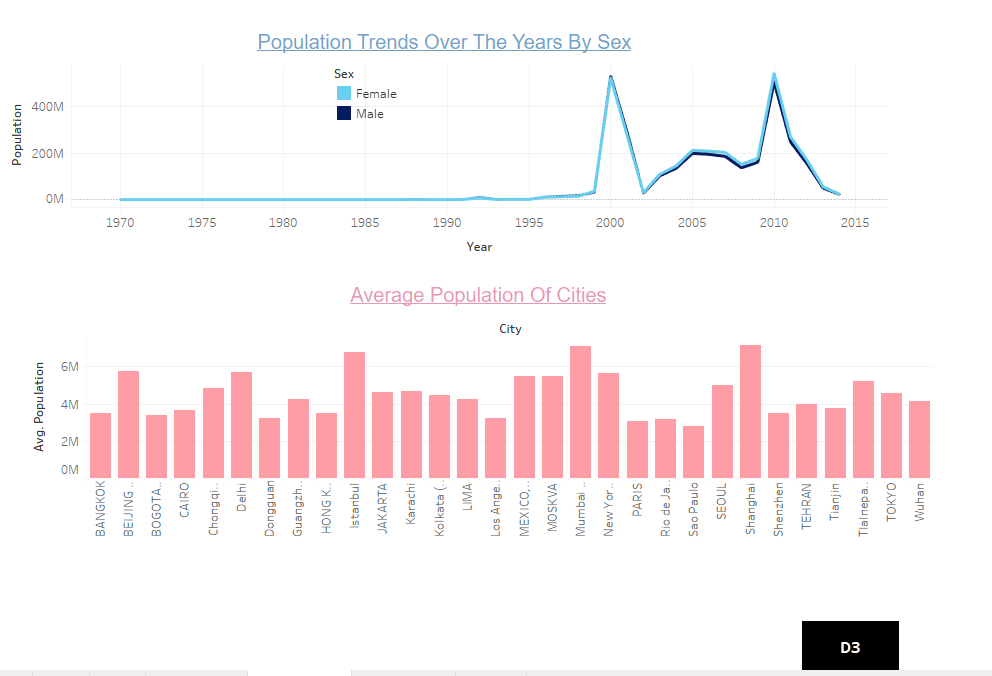 Population Trends Over The Years By Sex
Sex
Female
Male
Population
400M
200M
0M
1970 1975 1980 1985 1990 1995 2000 2005 2010 2015
Year
Average Population Of Cities
City
Avg. Population
6M
4M
2M
0M
BANGKOK
BEIJING ..
BOGOTA..
CAIRO
Chongqi..
Delhi
Dongguan
Guangzh..
HONG K..
Istanbul
JAKARTA
Karachi
Kolkata (..
LIMA
Los Ange..
MEXICO,..
MOSKVA
Mumbai ..
New Yor..
PARIS
Rio de Ja..
Sao Paulo
SEOUL
Shanghai
Shenzhen
TEHRAN
Tianjin
Tlalnepa..
TOKYO
Wuhan
D3